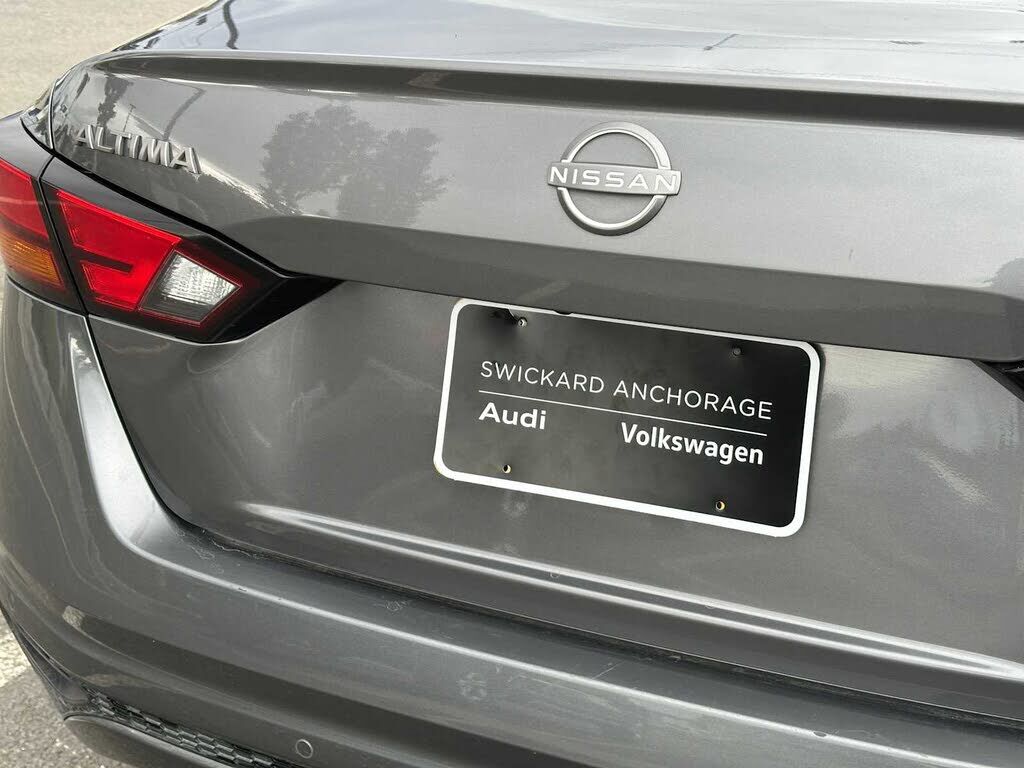 ALTIMA
NISSAN
SWICKARD ANCHORAGE
Audi
Volkswagen